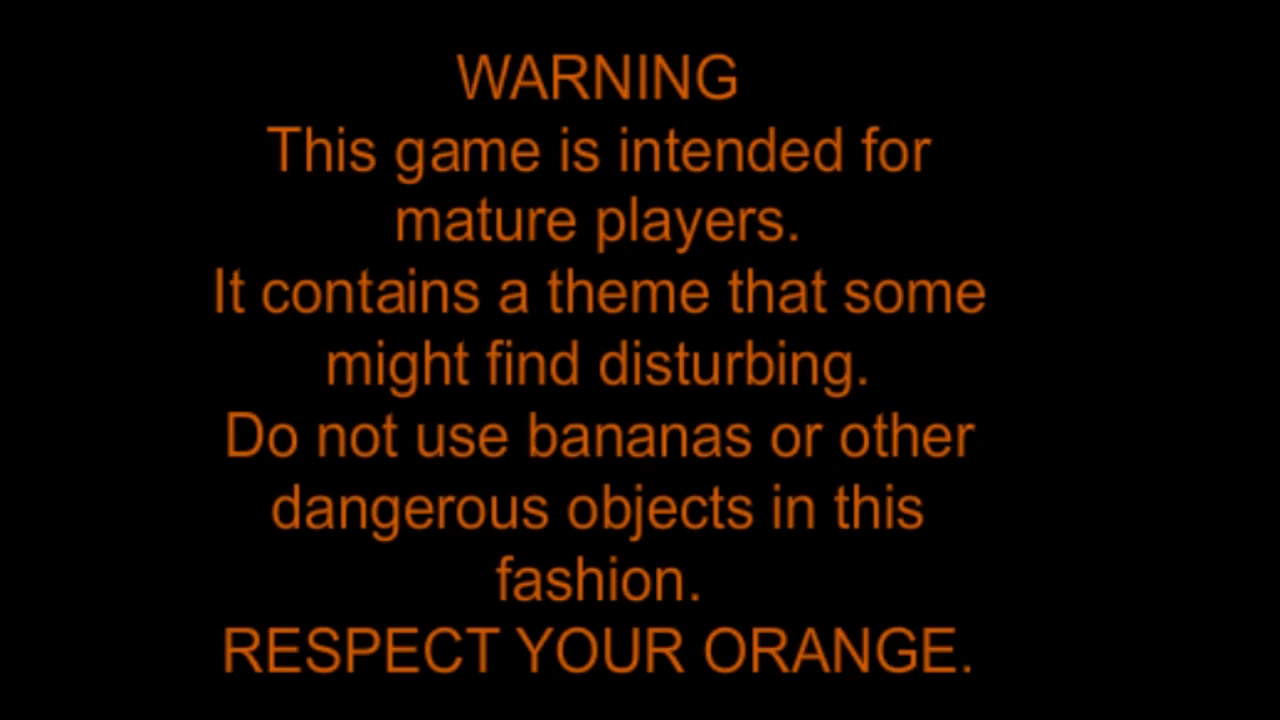 WARNING
This game is intended for
mature players.
It contains a theme that some
might find disturbing.
Do not use bananas or other
dangerous objects in this
fashion.
RESPECT YOUR ORANGE.